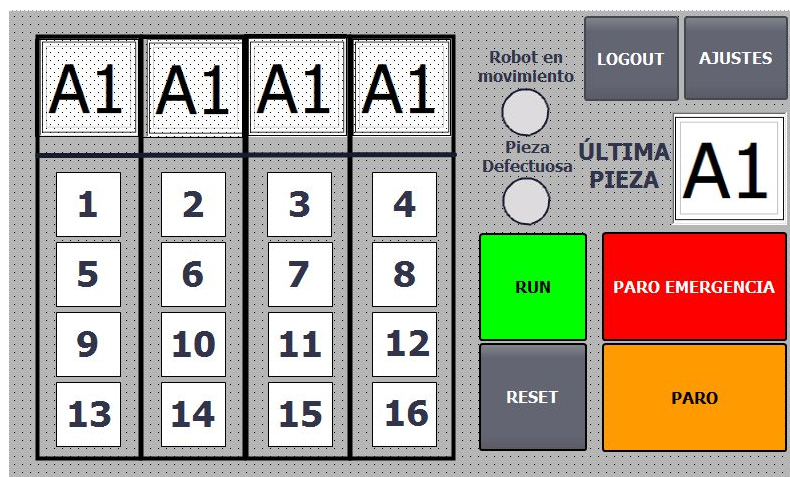 A1 A1 A1 A1
1 2 3 4
5 6 7 8
9 10 11 12
13 14 15 16
Robot en
movimiento
Pieza
Defectuosa
LOGOUT
AJUSTES
ÚLTIMA
PIEZA
A1
RUN
PARO EMERGENCIA
RESET
PARO